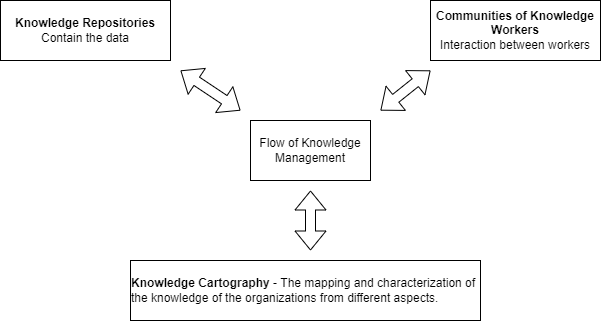 Knowledge Repositories
Contain the data
Communities of Knowledge
Workers
Interaction between workers
Flow of Knowledge
Management
Knowledge Cartography - The mapping and characterization of
the knowledge of the organizations from different aspects.